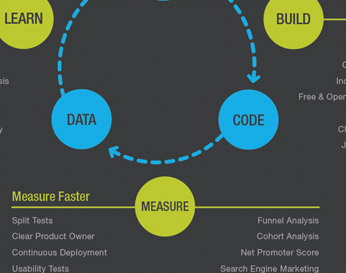 LEARN
BUILD
DATA
CODE
Free & Open
MEASURE
Measure Faster
Split Tests
Funnel Analysis
Clear Product Owner
Cohort Analysis
Continuous Deployment
Net Promoter Score
Usability Tests
Search Engine Marketing